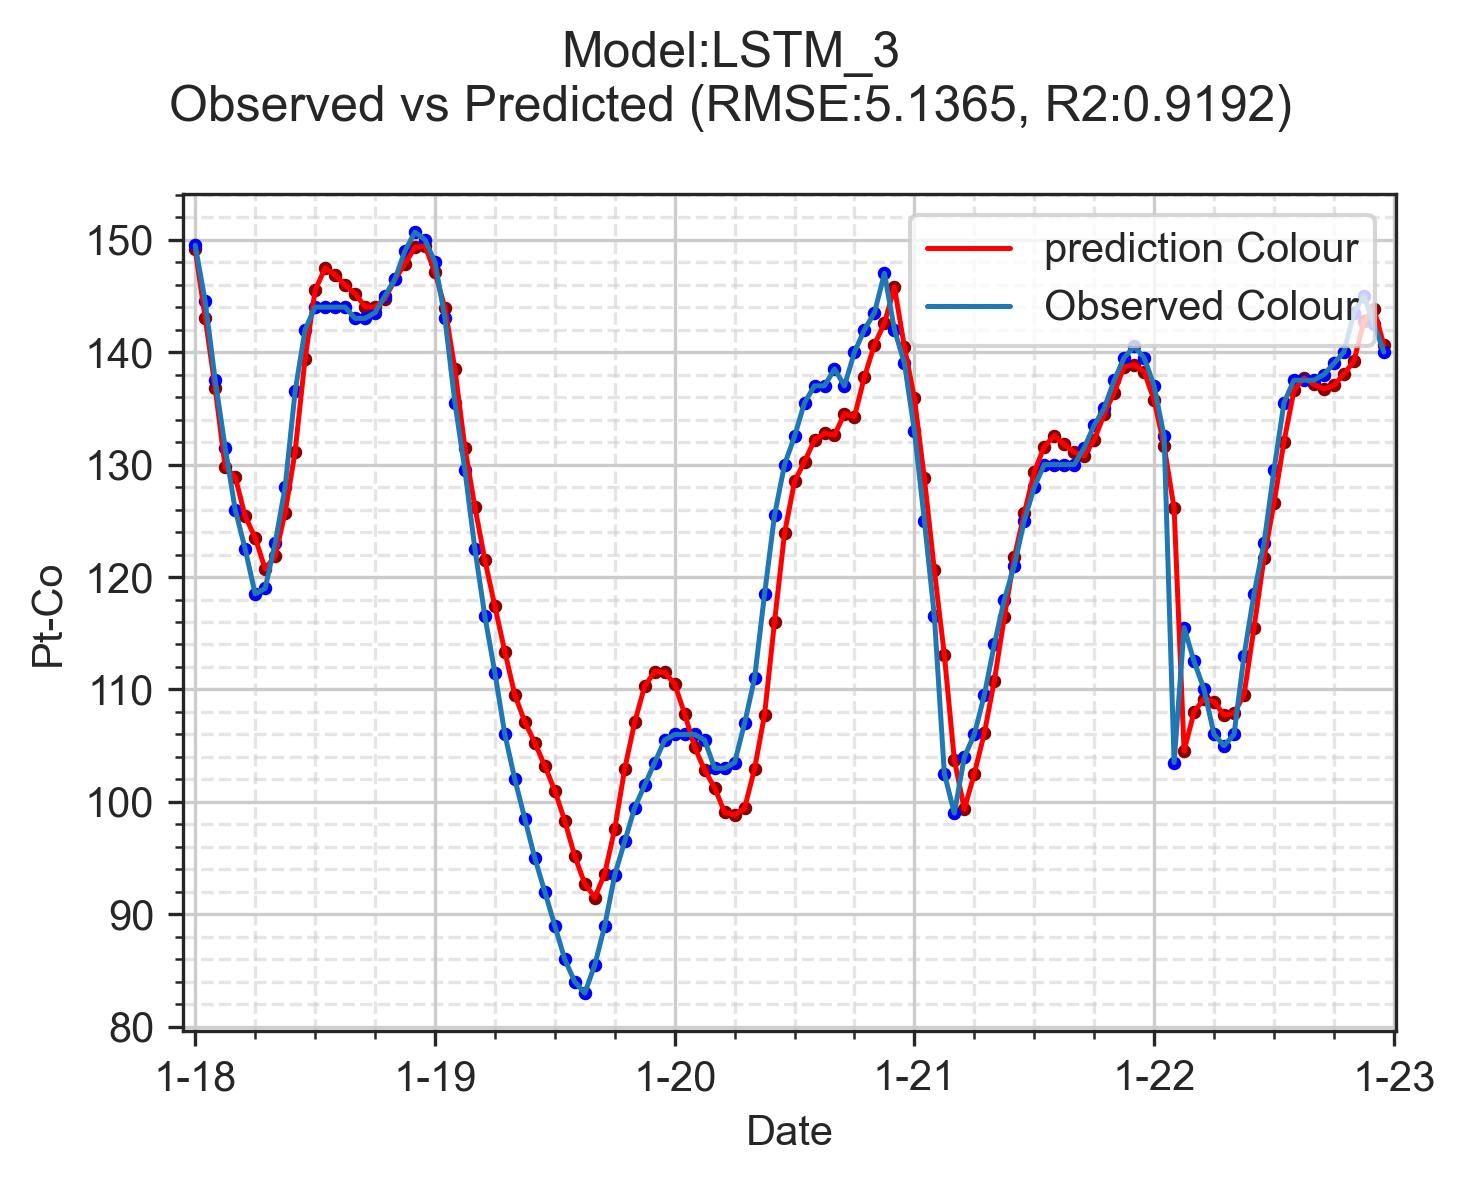 Model:LSTM_3
Observed vs Predicted (RMSE:5.1365, R2:0.9192)
prediction Colour
Observed Colour
150
140
130
120
110
100
90
80
Pt-Co
1-18 1-19 1-20 1-21 1-22 1-23
Date